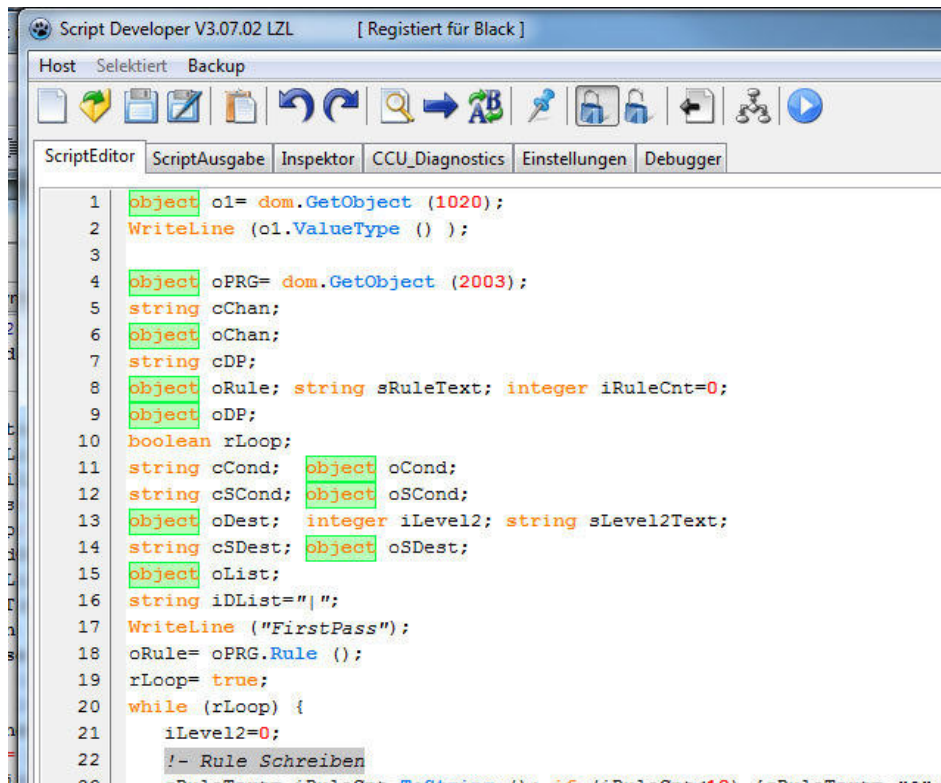 Script Developer V3.07.02 LZL [ Registiert für Black ]
Host Selektiert Backup
ScriptEditor ScriptAusgabe Inspektor CCU_Diagnostics Einstellungen Debugger
1 object o1= dom.GetObject (1020);
2 WriteLine (o1.ValueType () );
3
4 object oPRG= dom.GetObject (2003);
5 string cChan;
6 object oChan;
7 string cDP;
8 object oRule; string sRuleText; integer iRuleCnt=0;
9 object oDP;
10 boolean rLoop;
11 string cCond; object oCond;
12 string cSCond; object oSCond;
13 object oDest; integer iLevel2; string sLevel2Text;
14 string cSDest; object oSDest;
15 object oList;
16 string iDList="|";
17 WriteLine ("FirstPass");
18 oRule= oPRG.Rule ();
19 rLoop= true;
20 while (rLoop) {
21 iLevel2=0;
22 !- Rule Schreiben